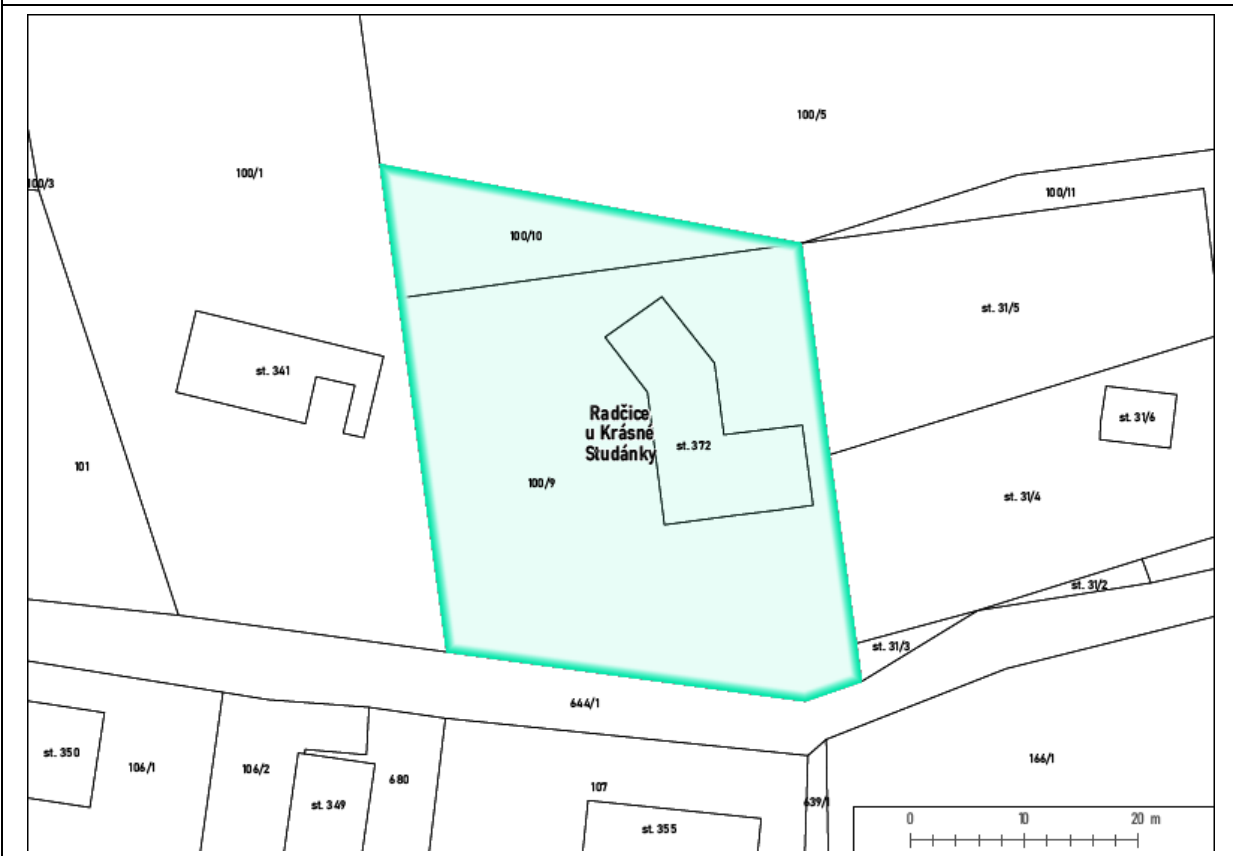 100/5
100/1
100/3
100/11
100/10
st. 31/5
st. 341
Radčice
u Krásné
Studánky
st. 31/6
st. 372
101
100/9
st. 31/4
st. 31/2
st. 31/3
644/1
st. 350
106/1
106/2
680
107
166/1
st. 349
639/1
st. 355
0 10 20 m